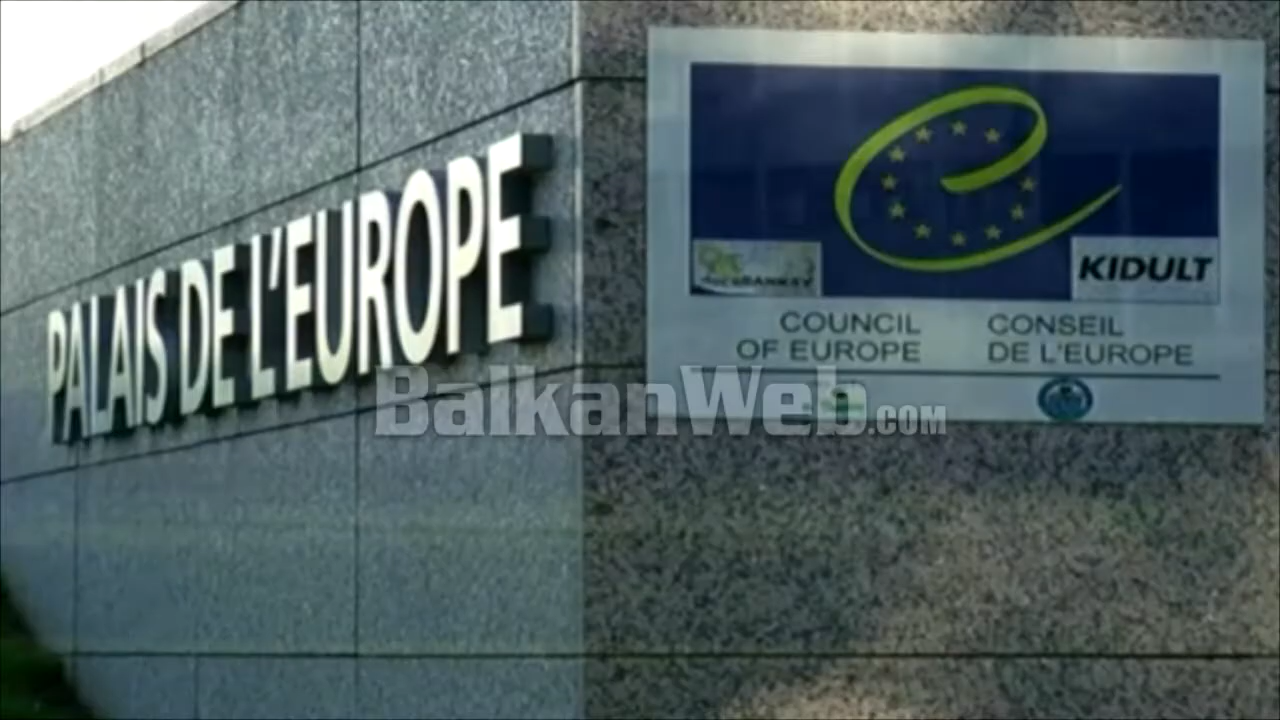 PALAIS DE L'EUROPE
KIDULT
COUNCIL
OF EUROPE
CONSEIL
DE L'EUROPE
BalkanWeb.com